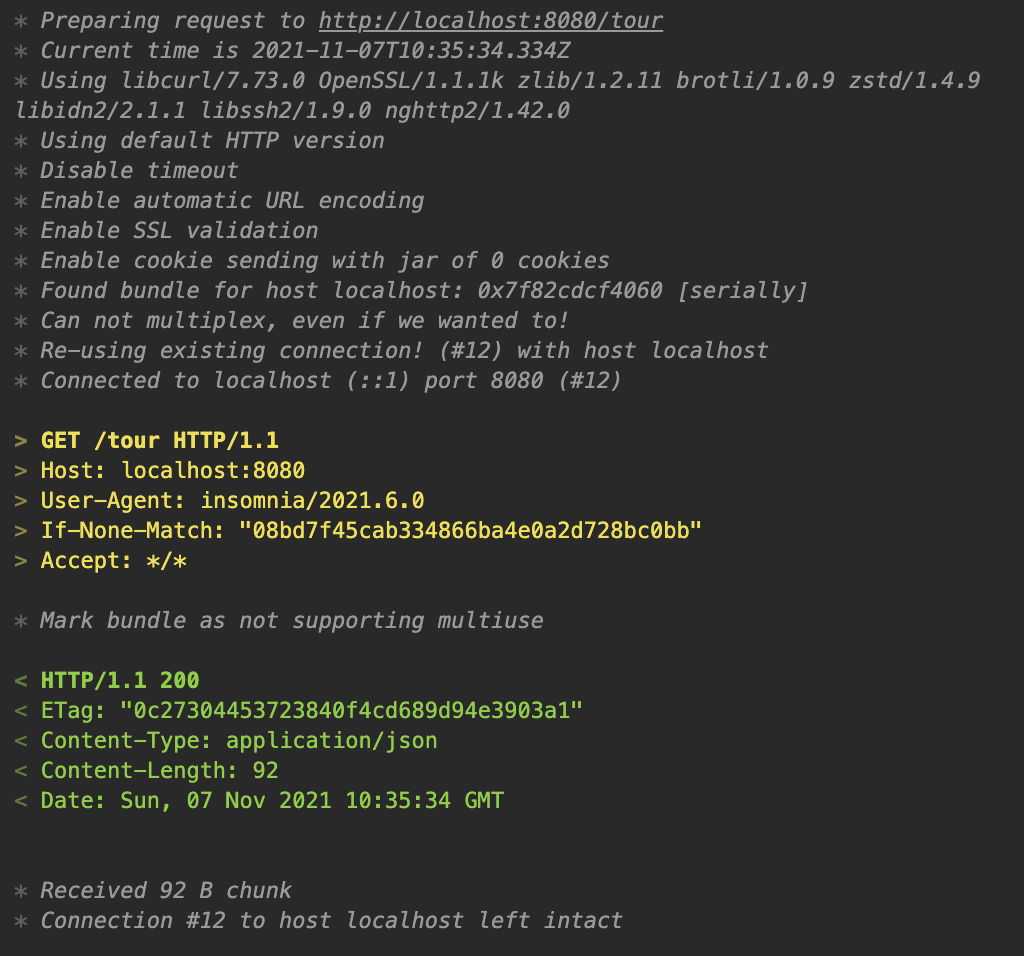 * Preparing request to http://localhost:8080/tour
* Current time is 2021-11-07T10:35:34.334Z
* Using libcurl/7.73.0 OpenSSL/1.1.1k zlib/1.2.11 brotli/1.0.9 zstd/1.4.9
libidn2/2.1.1 libssh2/1.9.0 nghttp2/1.42.0
* Using default HTTP version
* Disable timeout
* Enable automatic URL encoding
* Enable SSL validation
* Enable cookie sending with jar of 0 cookies
* Found bundle for host localhost: 0x7f82cdcf4060 [serially]
* Can not multiplex, even if we wanted to!
* Re-using existing connection! (#12) with host localhost
* Connected to localhost (::1) port 8080 (#12)
> GET /tour HTTP/1.1
> Host: localhost:8080
> User-Agent: insomnia/2021.6.0
> If-None-Match: "08bd7f45cab334866ba4e0a2d728bc0bb"
> Accept: */*
* Mark bundle as not supporting multiuse
< HTTP/1.1 200
< ETag: "0c27304453723840f4cd689d94e3903a1"
< Content-Type: application/json
< Content-Length: 92
< Date: Sun, 07 Nov 2021 10:35:34 GMT
* Received 92 B chunk
* Connection #12 to host localhost left intact